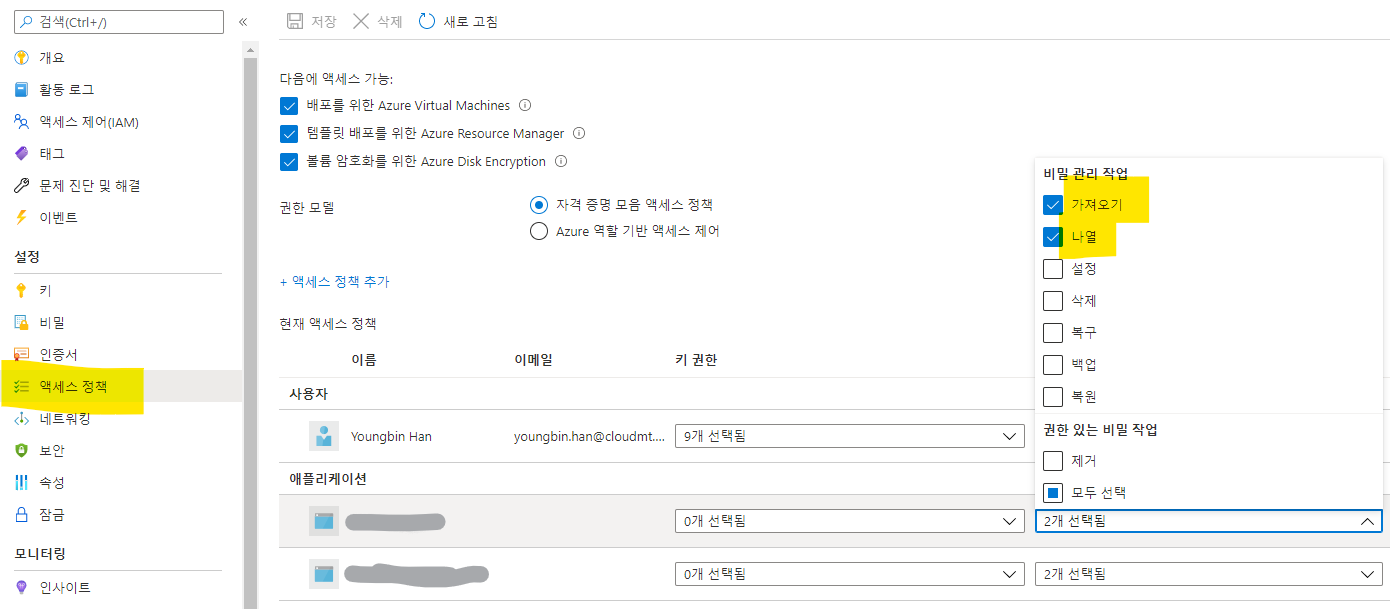 검색(Ctrl+/)
«
개요
활동 로그
액세스 제어(IAM)
태그
문제 진단 및 해결
이벤트
설정
키
비밀
인증서
액세스 정책
네트워킹
보안
속성
잠금
모니터링
인사이트
저장 삭제 새로 고침
다음에 액세스 가능:
배포를 위한 Azure Virtual Machines
템플릿 배포를 위한 Azure Resource Manager
볼륨 암호화를 위한 Azure Disk Encryption
권한 모델
자격 증명 모음 액세스 정책
Azure 역할 기반 액세스 제어
+ 액세스 정책 추가
현재 액세스 정책
이름 이메일 키 권한
사용자
Youngbin Han youngbin.han@cloudmt.... 9개 선택됨
애플리케이션
0개 선택됨 2개 선택됨
0개 선택됨 2개 선택됨
비밀 관리 작업
가져오기
나열
설정
삭제
복구
백업
복원
권한 있는 비밀 작업
제거
모두 선택